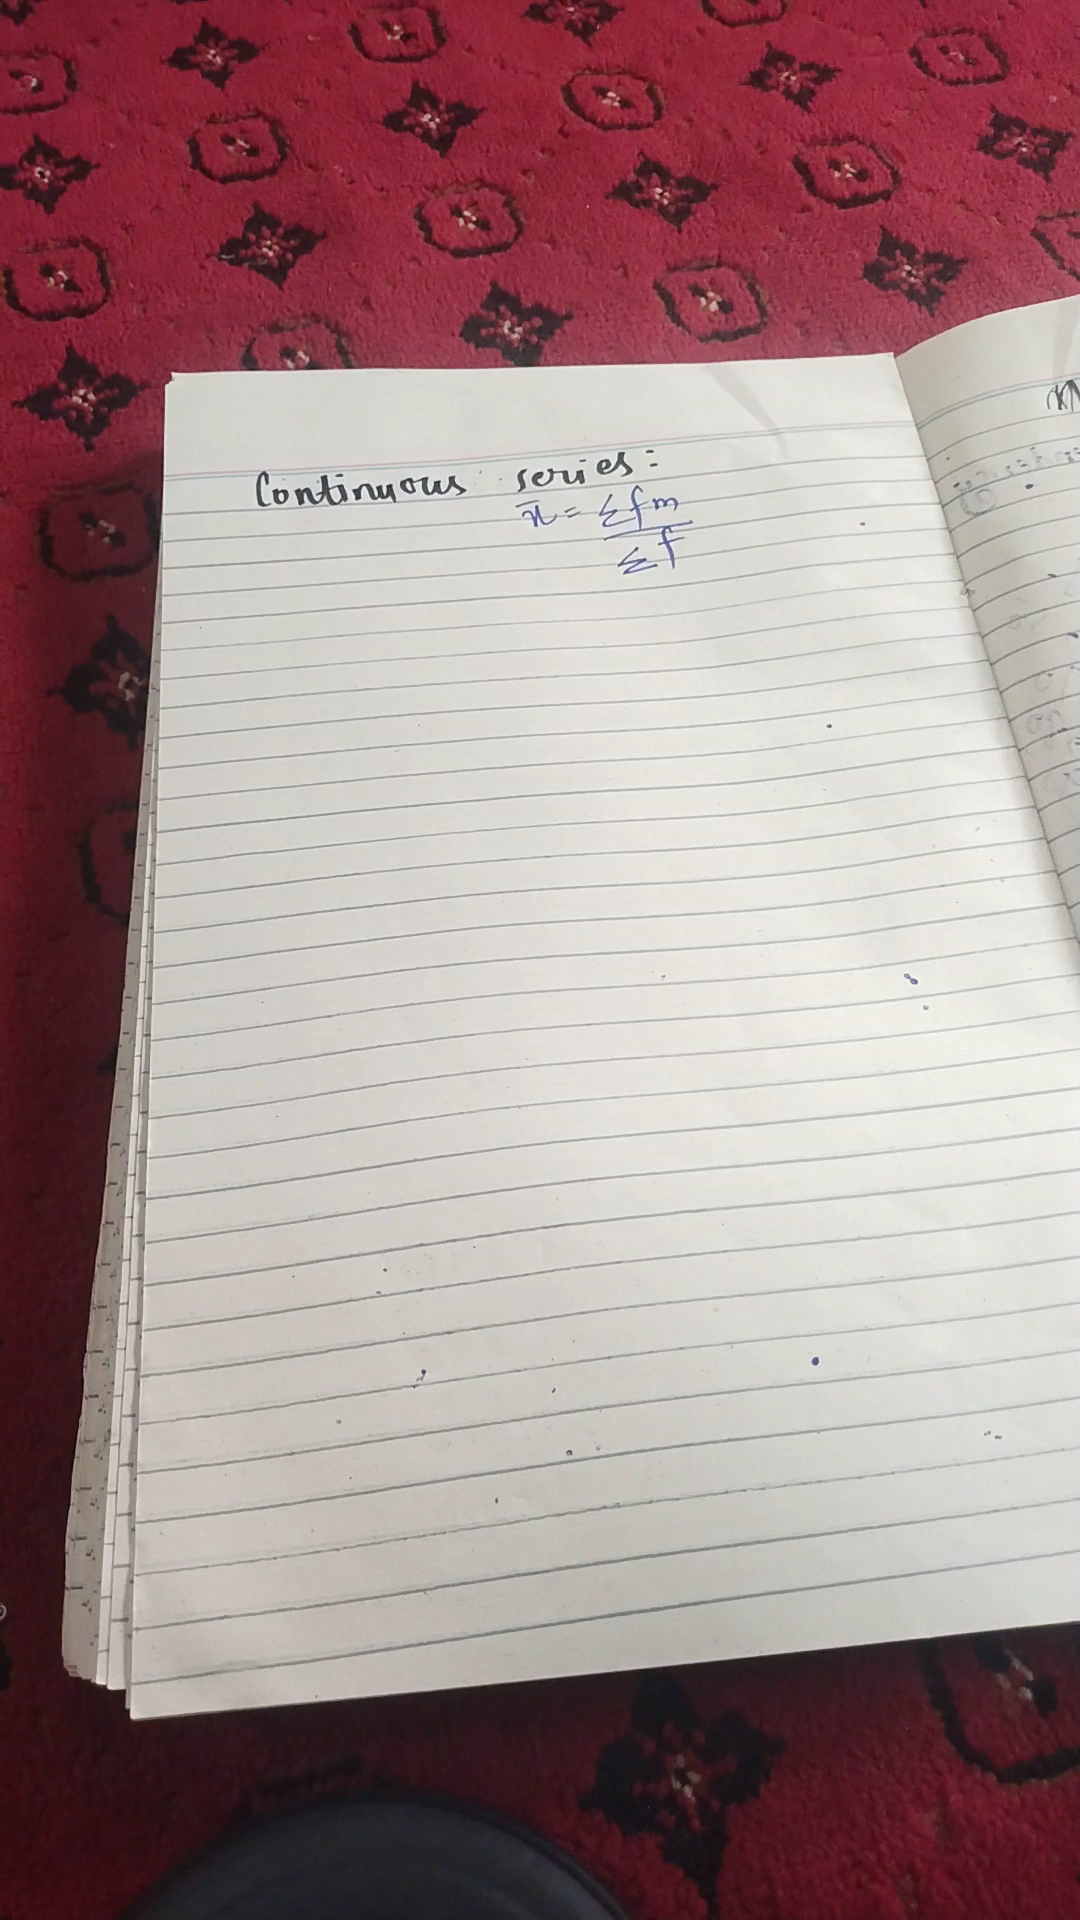 Continuous series:
x̄ = Σfm
Σf